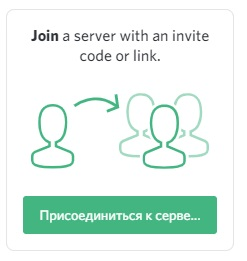 Join a server with an invite
code or link.
Присоединиться к серве...